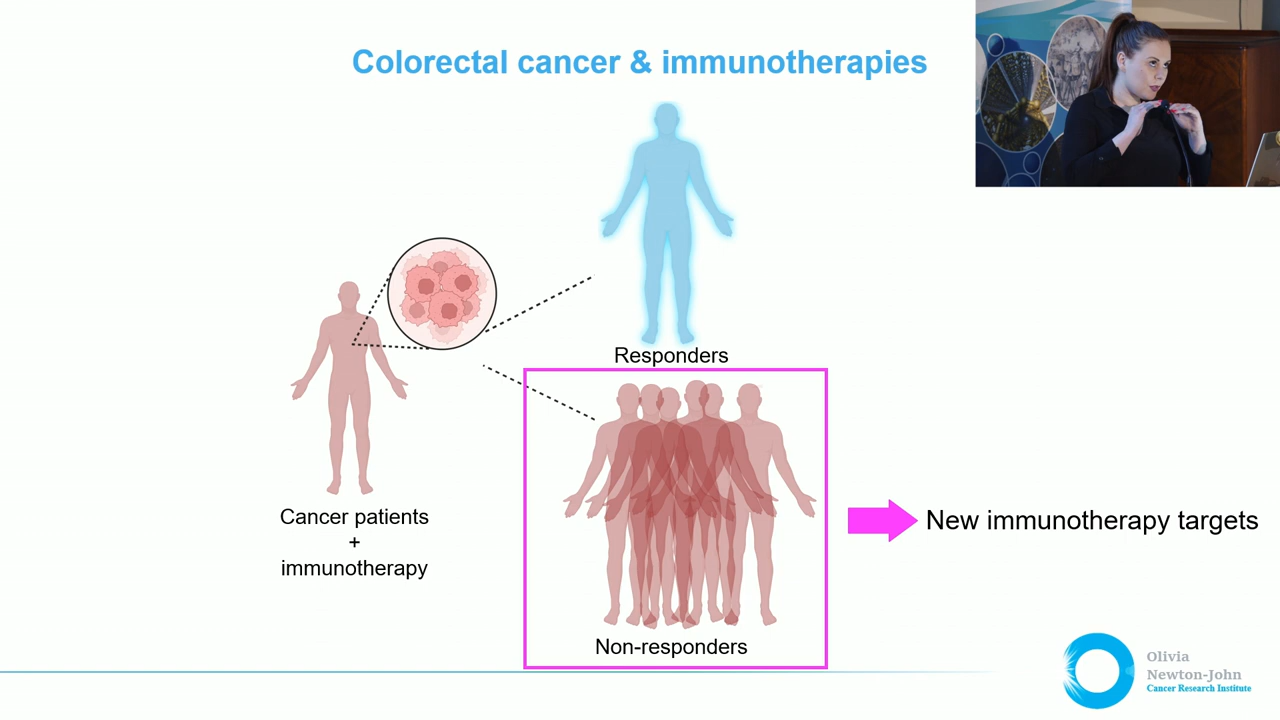 Colorectal cancer & immunotherapies
Responders
Cancer patients
+
immunotherapy
New immunotherapy targets
Non-responders
Olivia
Newton-John
Cancer Research Institute